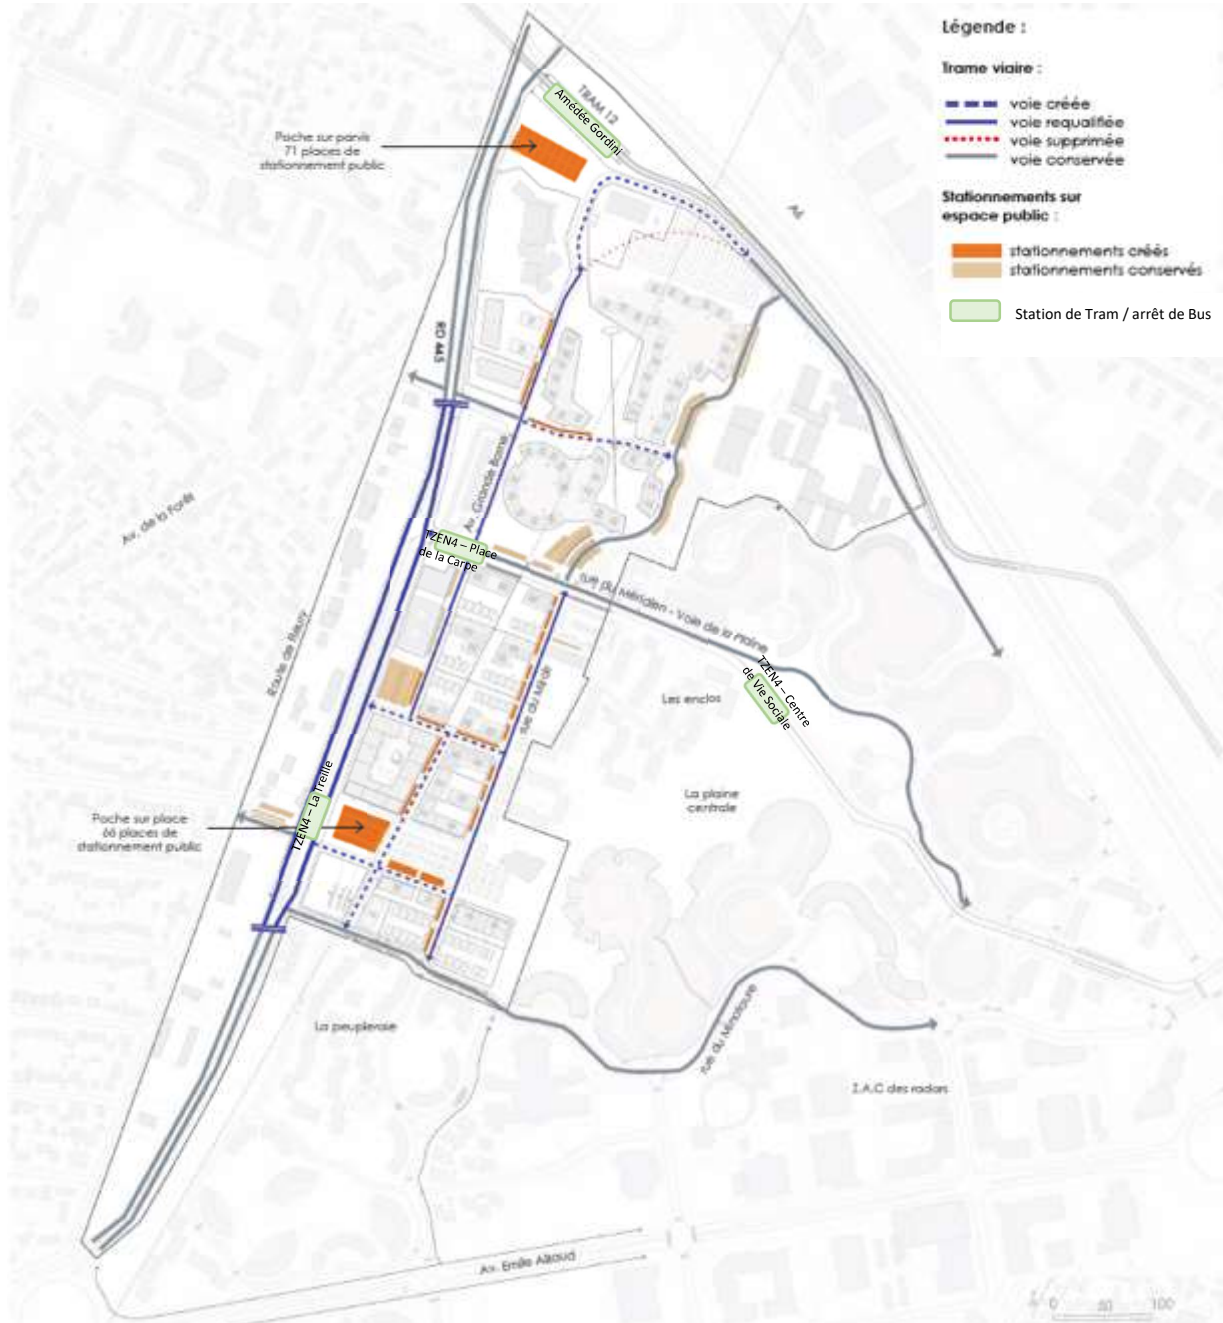 Légende :
Trame viaire :
voie créée
voie requalifiée
voie supprimée
voie conservée
Stationnements sur
espace public :
stationnements créés
stationnements conservés
Station de Tram / arrêt de Bus
TRAM 12
Amédée Gordini
Poche sur parvis
71 places de
stationnement public
A6
RD 445
Av. Grande Borne
Av. de la Forêt
TZEN4 – Place
de la Carpe
rue du Méridien - Voie de la Plaine
Route de Fleury
TZEN4 – Centre
de Vie Sociale
Les enclos
rue du Miroir
TZEN4 – La Treille
La plaine
centrale
Poche sur place
66 places de
stationnement public
rue du Minotaure
La peupleraie
Z.A.C des radars
Av. Emile Aillaud
0 50 100